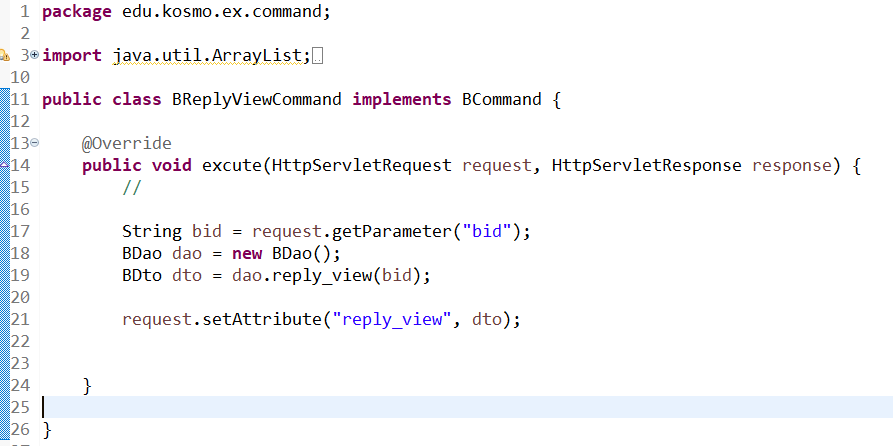 1 package edu.kosmo.ex.command;
2
3 import java.util.ArrayList;
10
11 public class BReplyViewCommand implements BCommand {
12
13 @Override
14 public void excute(HttpServletRequest request, HttpServletResponse response) {
15 //
16
17 String bid = request.getParameter("bid");
18 BDao dao = new BDao();
19 BDto dto = dao.reply_view(bid);
20
21 request.setAttribute("reply_view", dto);
22
23
24 }
25
26 }